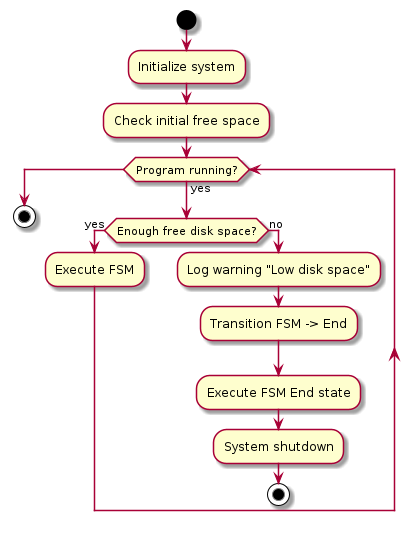 Initialize system
Check initial free space
Program running?
yes
Enough free disk space?
yes
no
Execute FSM
Log warning "Low disk space"
Transition FSM -> End
Execute FSM End state
System shutdown